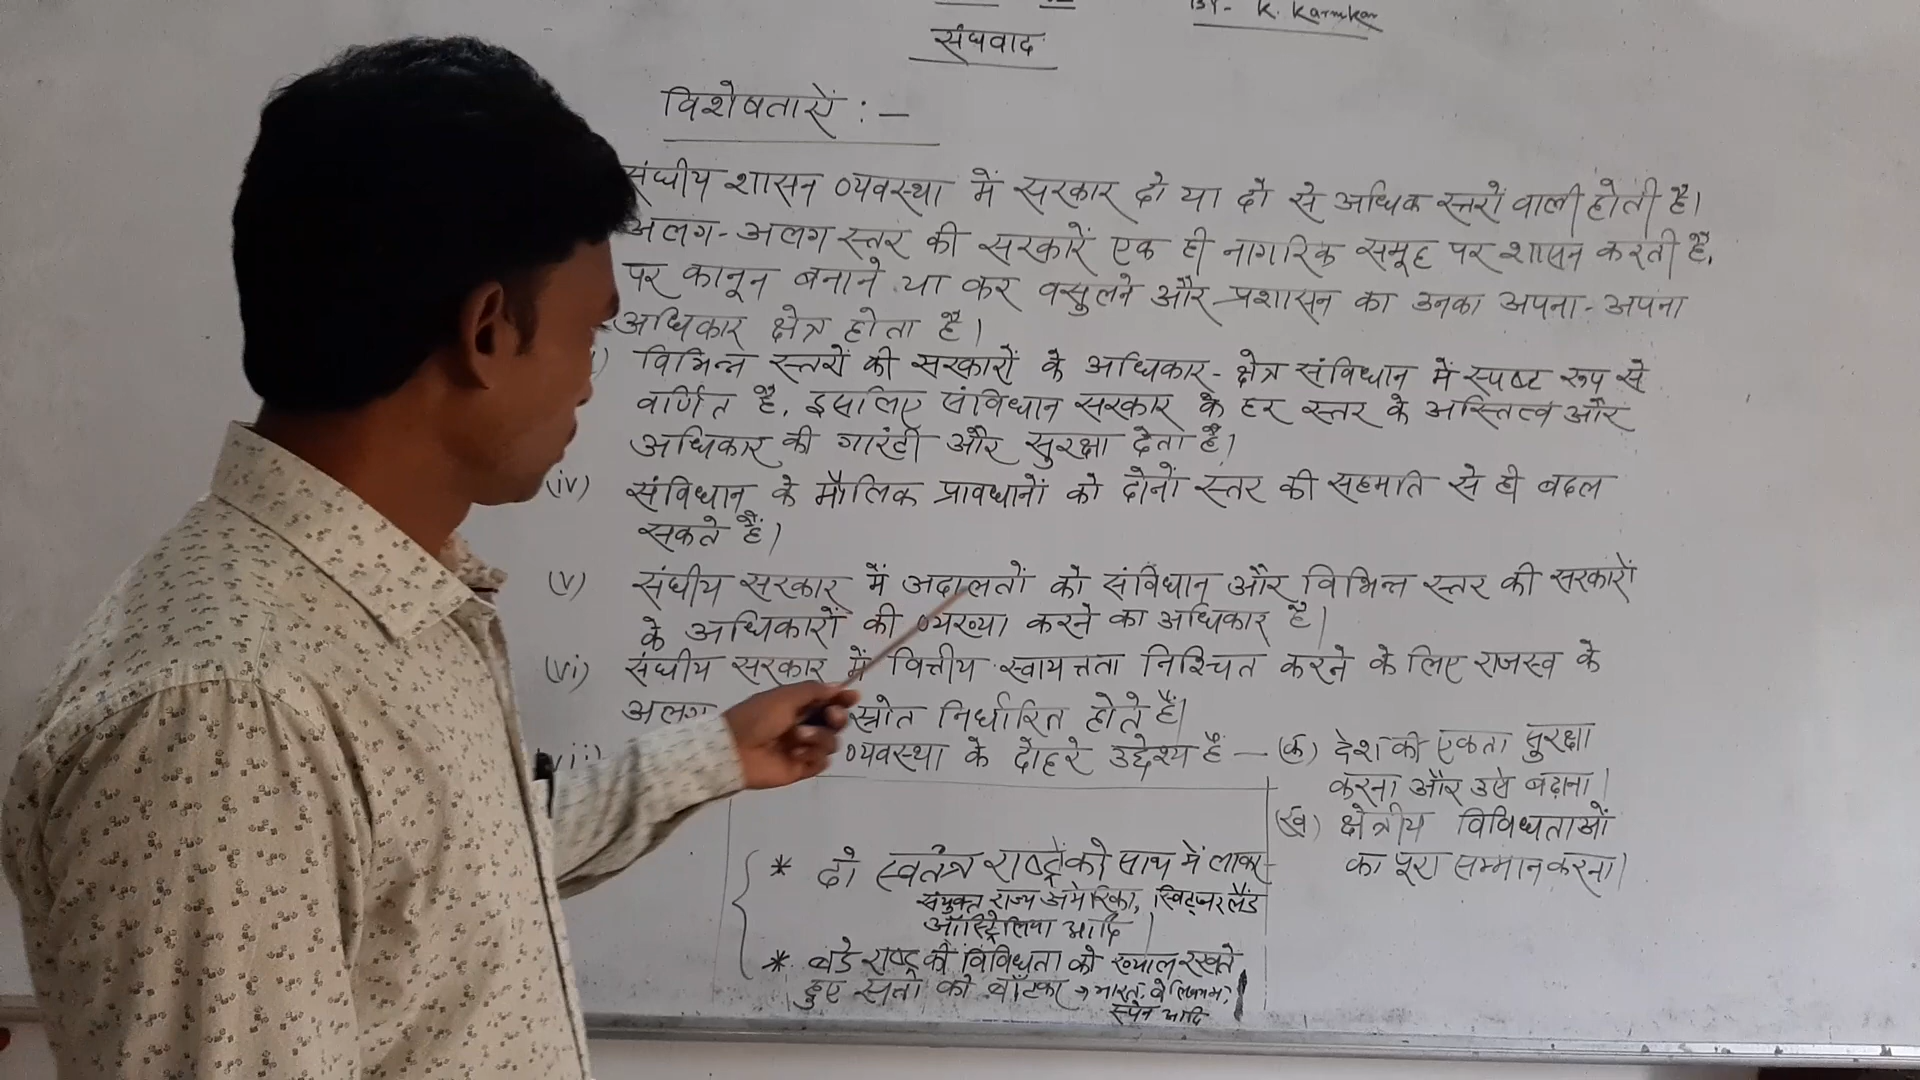 BY- K. Karmkar
संघवाद
विशेषताऐं : —
संघीय शासन व्यवस्था में सरकार दो या दो से अधिक स्तरों वाली होती है।
अलग-अलग स्तर की सरकारें एक ही नागरिक समूह पर शासन करती है,
पर कानून बनाने या कर वसुलने और प्रशासन का उनका अपना-अपना
अधिकार क्षेत्र होता है।
विभिन्न स्तरों की सरकारों के अधिकार-क्षेत्र संविधान में स्पष्ट रूप से
वर्णित है, इसलिए संविधान सरकार के हर स्तर के अस्तित्व और
अधिकार की गारंटी और सुरक्षा देता है।
(iv) संविधान के मौलिक प्रावधानों को दोनों स्तर की सहमति से ही बदल
सकते हैं।
(v) संघीय सरकार में अदालतों को संविधान और विभिन्न स्तर की सरकारों
के अधिकारों की व्यख्या करने का अधिकार है।
(vi) संघीय सरकार में वित्तीय स्वायत्तता निश्चित करने के लिए राजस्व के
अलग स्रोत निर्धारित होते हैं।
व्यवस्था के दोहरे उद्देश्य हैं — (क) देश की एकता सुरक्षा
करना और उसे बढ़ाना।
(ख) क्षेत्रीय विविधताओं
का पूरा सम्मान करना।
* दो स्वतंत्र राष्ट्रों को साथ में लाकर
संयुक्त राज्य अमेरिका, स्विट्जरलैंड
ऑस्ट्रेलिया आदि।
* बडे राष्ट्र की विविधता को ख्याल रखते
हुए सत्ता को बाँटकर → भारत, बेल्जियम,
स्पेन आदि